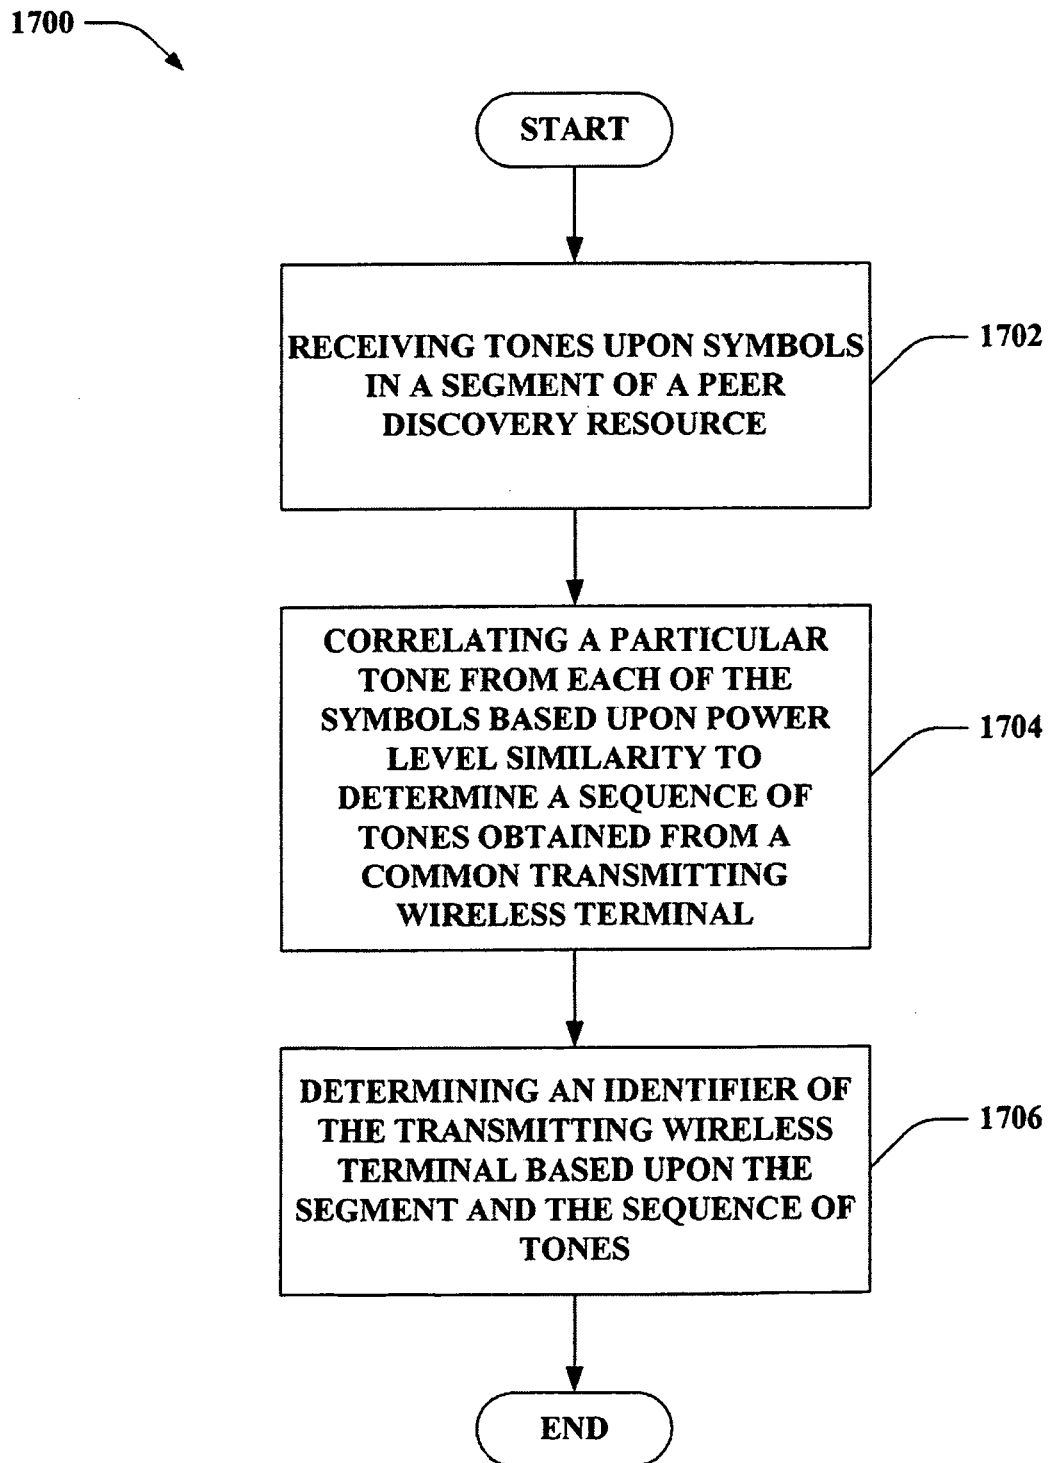 1700
START
RECEIVING TONES UPON SYMBOLS
IN A SEGMENT OF A PEER
DISCOVERY RESOURCE
1702
CORRELATING A PARTICULAR
TONE FROM EACH OF THE
SYMBOLS BASED UPON POWER
LEVEL SIMILARITY TO
DETERMINE A SEQUENCE OF
TONES OBTAINED FROM A
COMMON TRANSMITTING
WIRELESS TERMINAL
1704
DETERMINING AN IDENTIFIER OF
THE TRANSMITTING WIRELESS
TERMINAL BASED UPON THE
SEGMENT AND THE SEQUENCE OF
TONES
1706
END